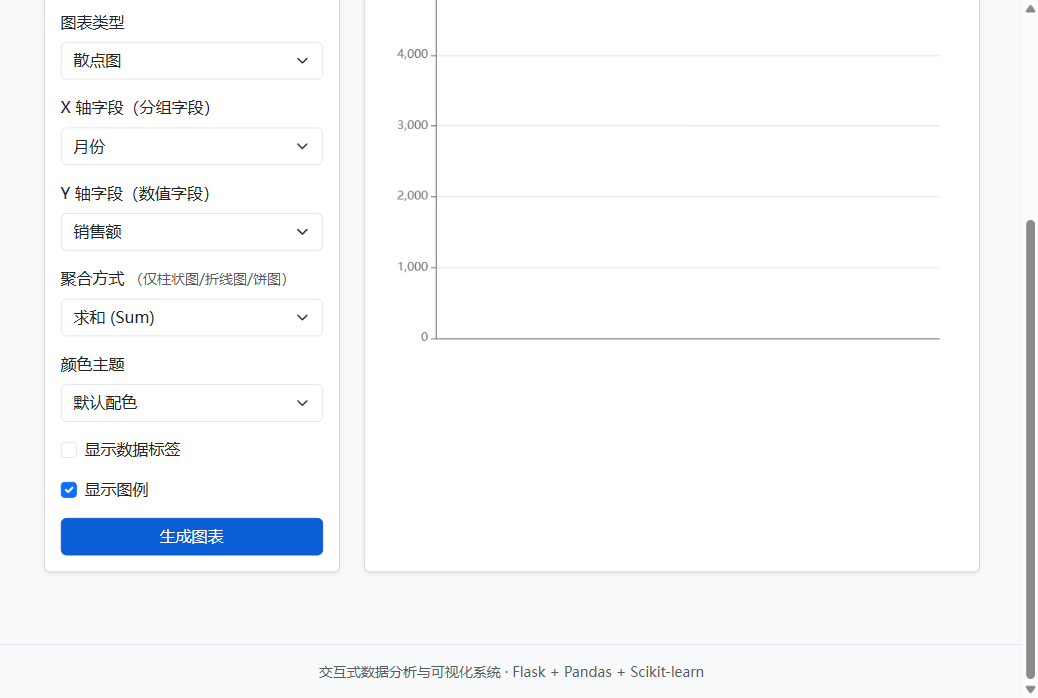 图表类型
散点图
X 轴字段（分组字段）
月份
Y 轴字段（数值字段）
销售额
聚合方式 （仅柱状图/折线图/饼图）
求和 (Sum)
颜色主题
默认配色
显示数据标签
显示图例
生成图表
4,000
3,000
2,000
1,000
0
交互式数据分析与可视化系统 · Flask + Pandas + Scikit-learn